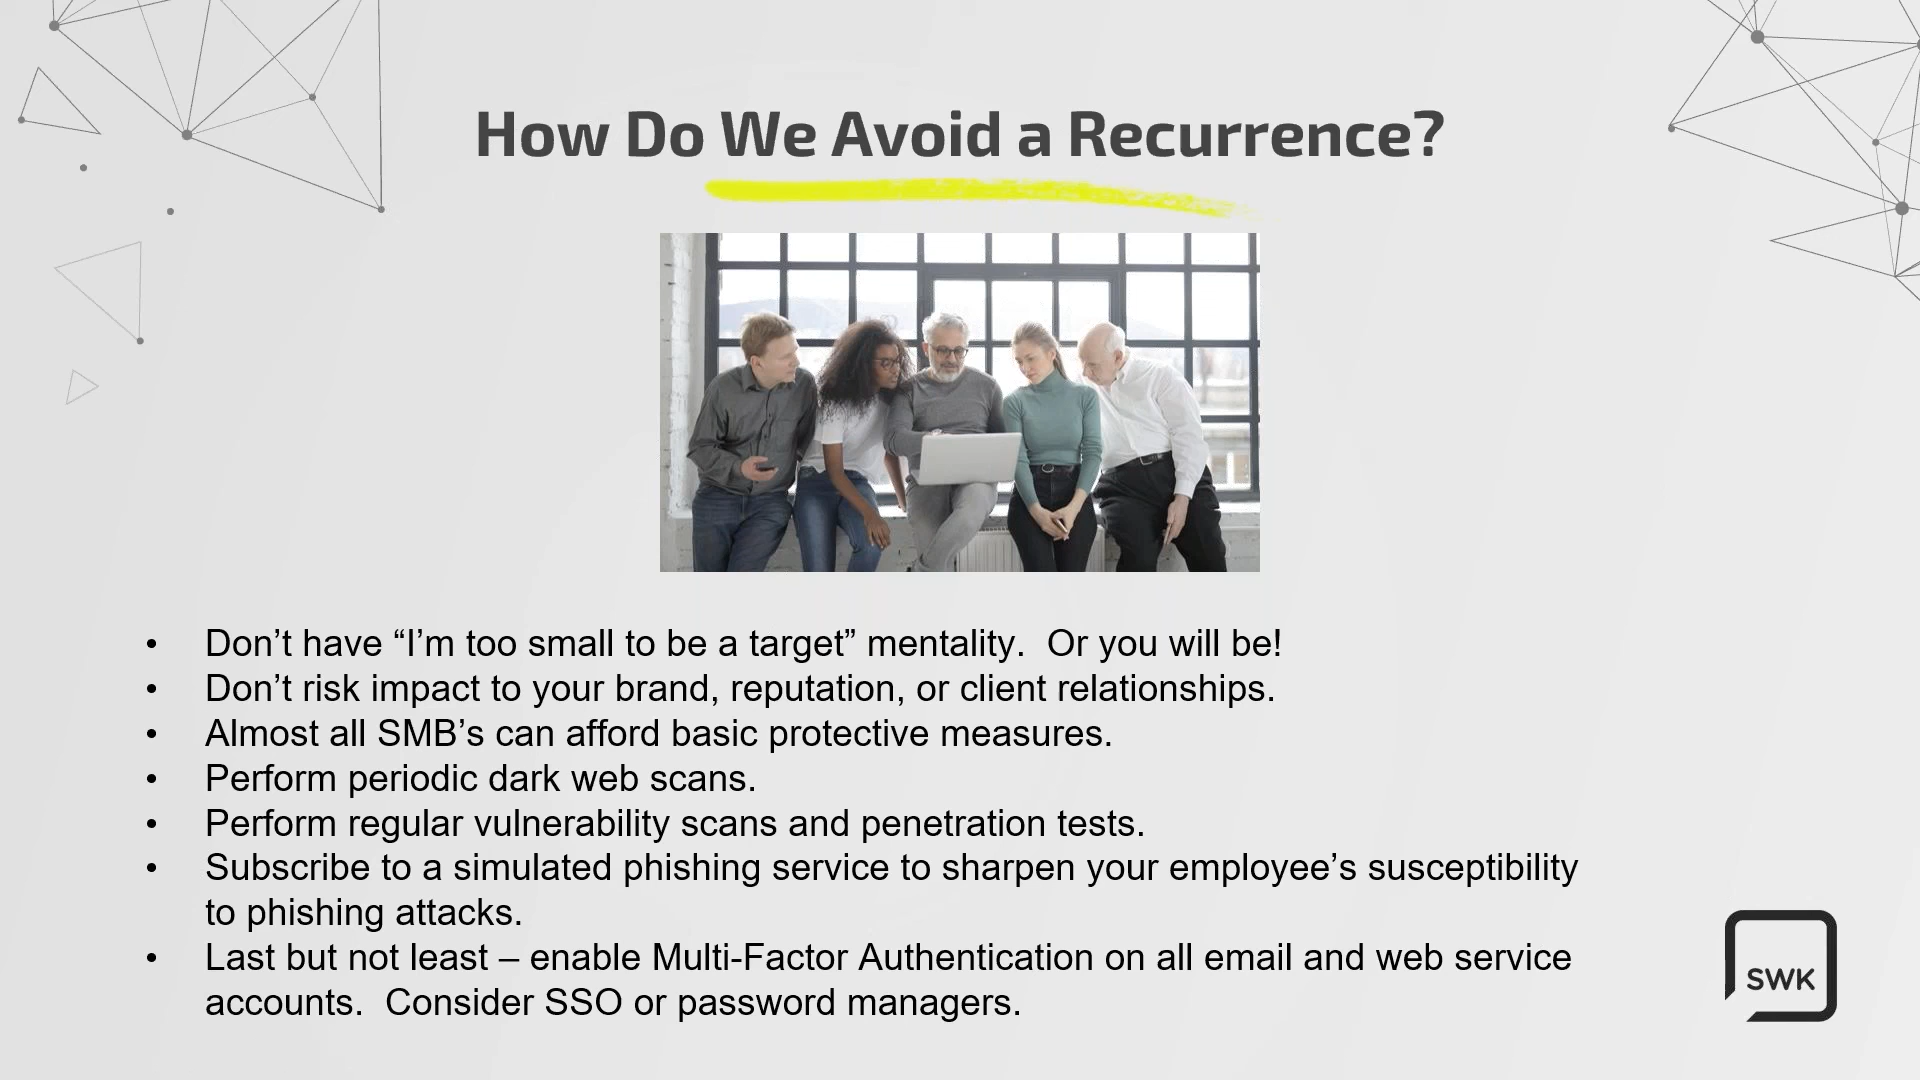 How Do We Avoid a Recurrence?
• Don’t have “I’m too small to be a target” mentality.  Or you will be!
• Don’t risk impact to your brand, reputation, or client relationships.
• Almost all SMB’s can afford basic protective measures.
• Perform periodic dark web scans.
• Perform regular vulnerability scans and penetration tests.
• Subscribe to a simulated phishing service to sharpen your employee’s susceptibility
to phishing attacks.
• Last but not least – enable Multi-Factor Authentication on all email and web service
accounts.  Consider SSO or password managers.
SWK